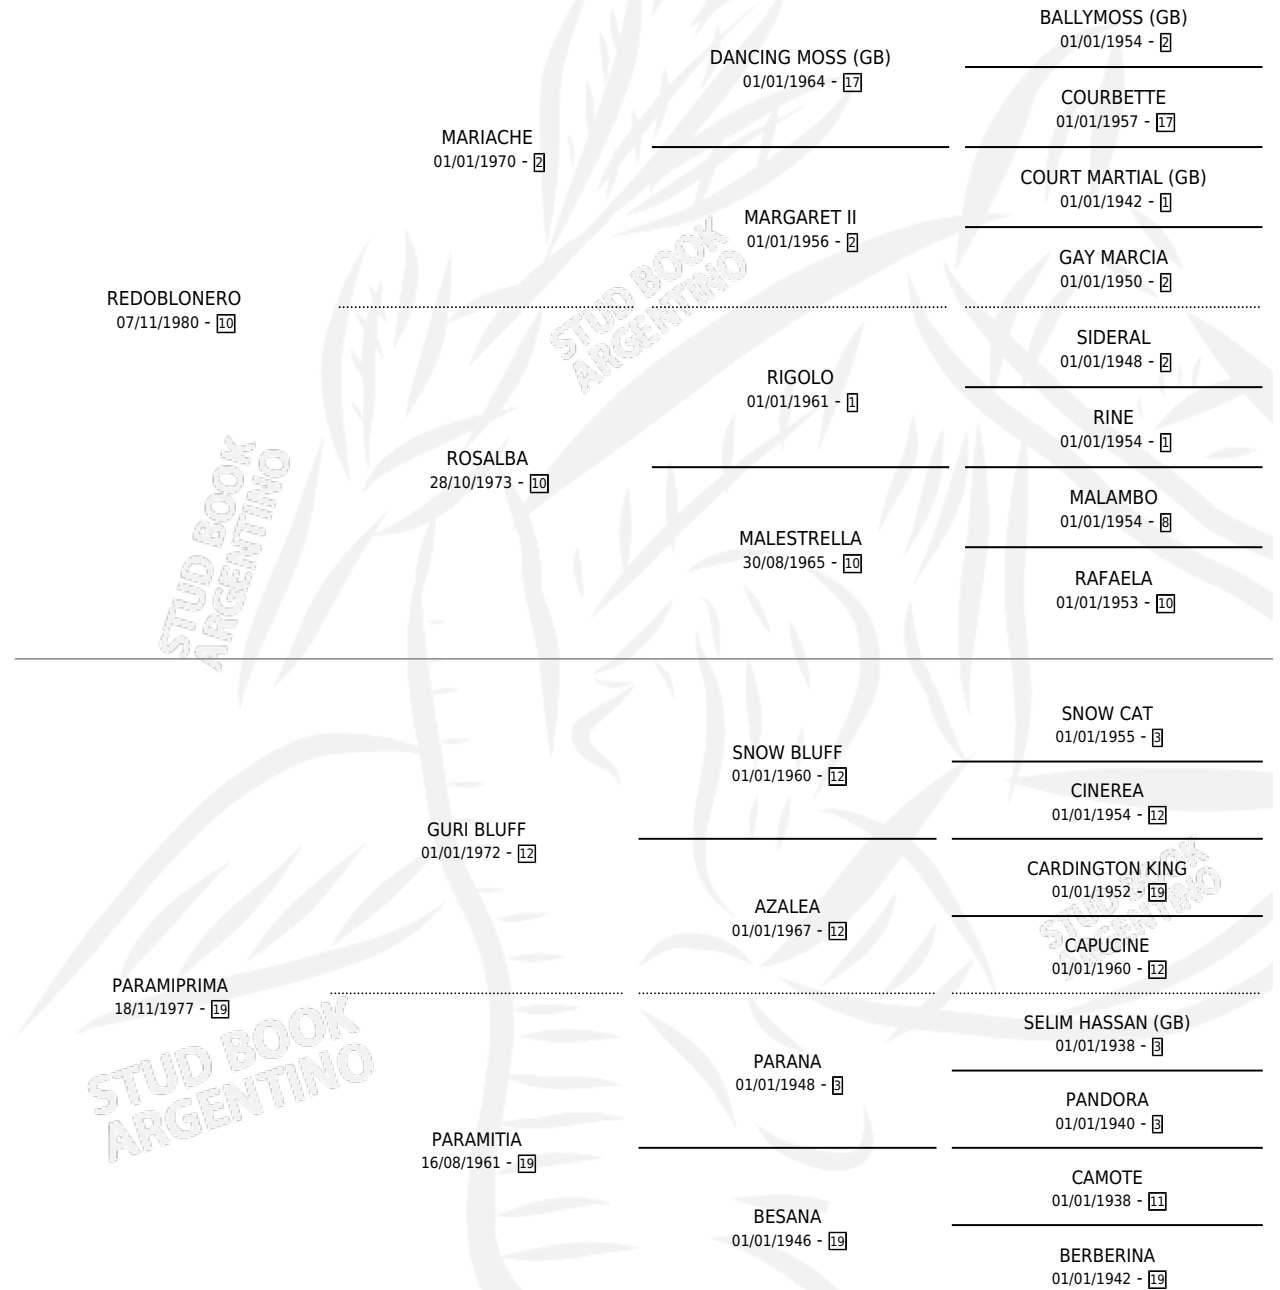 BALLYMOSS (GB)
01/01/1954 - 2
DANCING MOSS (GB)
01/01/1964 - 17
COURBETTE
01/01/1957 - 17
MARIACHE
01/01/1970 - 2
COURT MARTIAL (GB)
01/01/1942 - 1
MARGARET II
01/01/1956 - 2
GAY MARCIA
01/01/1950 - 2
REDOBLONERO
07/11/1980 - 10
SIDERAL
01/01/1948 - 2
RIGOLO
01/01/1961 - 1
RINE
01/01/1954 - 1
ROSALBA
28/10/1973 - 10
MALAMBO
01/01/1954 - 8
MALESTRELLA
30/08/1965 - 10
RAFAELA
01/01/1953 - 10
SNOW CAT
01/01/1955 - 3
SNOW BLUFF
01/01/1960 - 12
CINEREA
01/01/1954 - 12
GURI BLUFF
01/01/1972 - 12
CARDINGTON KING
01/01/1952 - 19
AZALEA
01/01/1967 - 12
CAPUCINE
01/01/1960 - 12
PARAMIPRIMA
18/11/1977 - 19
SELIM HASSAN (GB)
01/01/1938 - 3
PARANA
01/01/1948 - 3
PANDORA
01/01/1940 - 3
PARAMITIA
16/08/1961 - 19
CAMOTE
01/01/1938 - 11
BESANA
01/01/1946 - 19
BERBERINA
01/01/1942 - 19
STUD BOOK
ARGENTINO
STUD BOOK
ARGENTINO
STUD BOOK
ARGENTINO
STUD BOOK
ARGENTINO